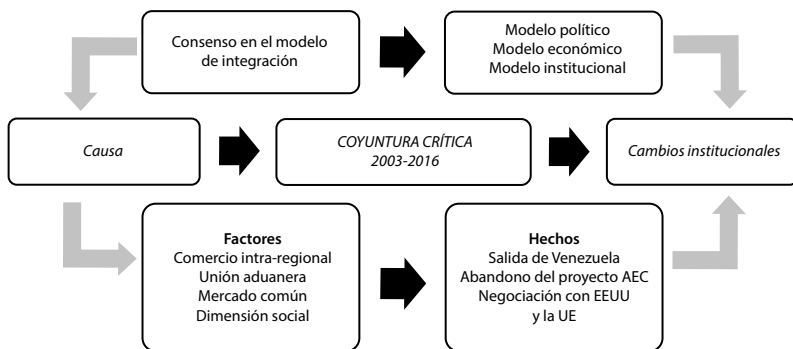 Consenso en el modelo
de integración
Modelo político
Modelo económico
Modelo institucional
Causa
COYUNTURA CRÍTICA
2003-2016
Cambios institucionales
Factores
Comercio intra-regional
Unión aduanera
Mercado común
Dimensión social
Hechos
Salida de Venezuela
Abandono del proyecto AEC
Negociación con EEUU
y la UE